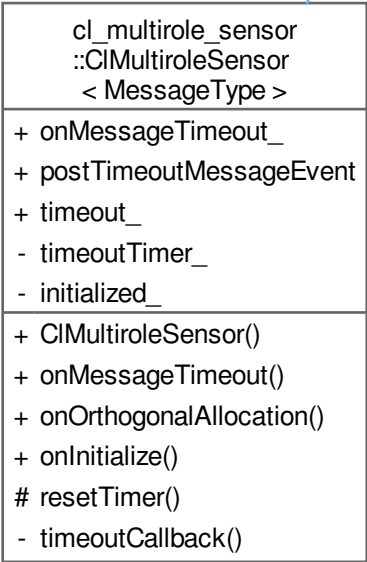 cl_multirole_sensor
::ClMultiroleSensor
< MessageType >
+ onMessageTimeout_
+ postTimeoutMessageEvent
+ timeout_
- timeoutTimer_
- initialized_
+ ClMultiroleSensor()
+ onMessageTimeout()
+ onOrthogonalAllocation()
+ onInitialize()
# resetTimer()
- timeoutCallback()